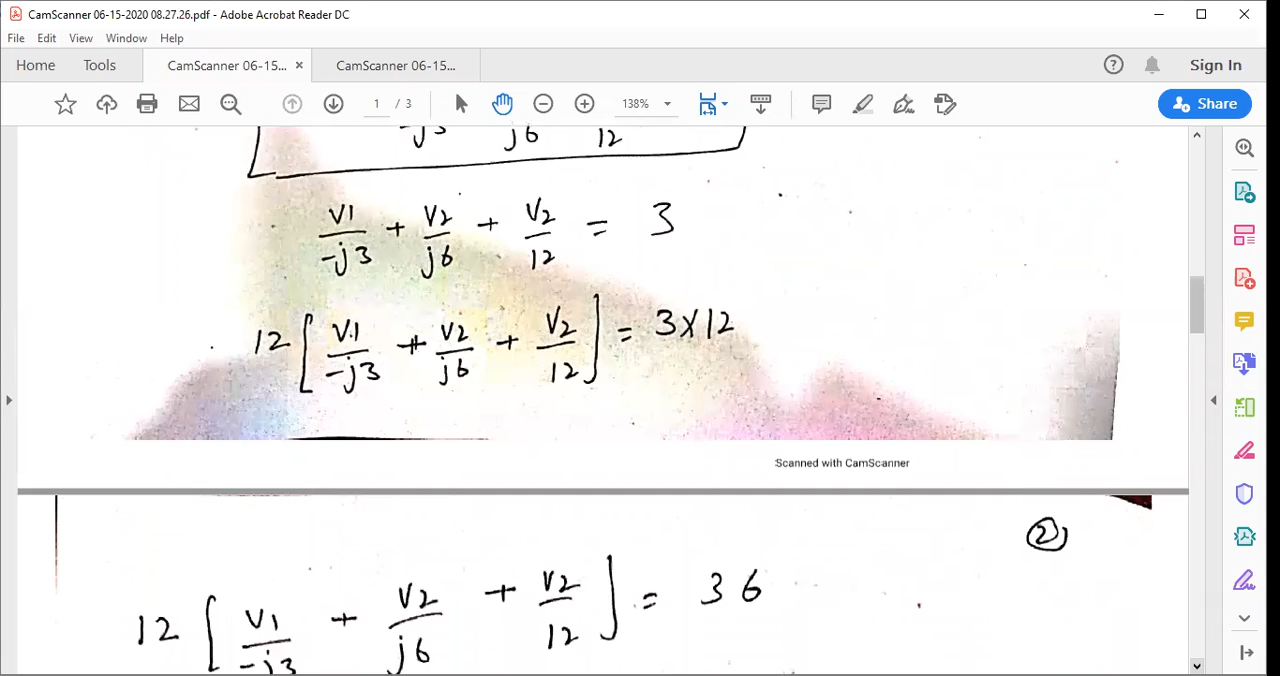 CamScanner 06-15-2020 08.27.26.pdf - Adobe Acrobat Reader DC
File Edit View Window Help
Home Tools CamScanner 06-15... × CamScanner 06-15... Sign In
1 / 3 138% Share
-j3 j6 12
V1/-j3 + V2/j6 + V2/12 = 3
12 [ V1/-j3 + V2/j6 + V2/12 ] = 3X12
Scanned with CamScanner
2
12 [ V1/-j3 + V2/j6 + V2/12 ] = 36